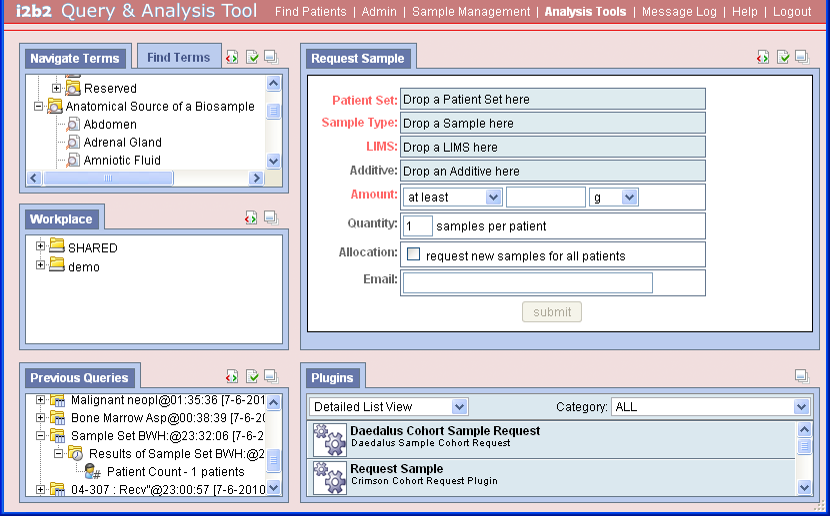 i2b2 Query & Analysis Tool
Find Patients | Admin | Sample Management | Analysis Tools | Message Log | Help | Logout
Navigate Terms
Find Terms
Reserved
Anatomical Source of a Biosample
Abdomen
Adrenal Gland
Amniotic Fluid
Workplace
SHARED
demo
Previous Queries
Malignant neopl@01:35:36 [7-6-201
Bone Marrow Asp@00:38:39 [7-6-20
Sample Set BWH:@23:32:06 [7-6-2
Results of Sample Set BWH:@2
Patient Count - 1 patients
04-307 : Recv"@23:00:57 [7-6-2010
Request Sample
Patient Set: Drop a Patient Set here
Sample Type: Drop a Sample here
LIMS: Drop a LIMS here
Additive: Drop an Additive here
Amount: at least g
Quantity: 1 samples per patient
Allocation: request new samples for all patients
Email:
submit
Plugins
Detailed List View
Category: ALL
Daedalus Cohort Sample Request
Daedalus Sample Cohort Request
Request Sample
Crimson Cohort Request Plugin